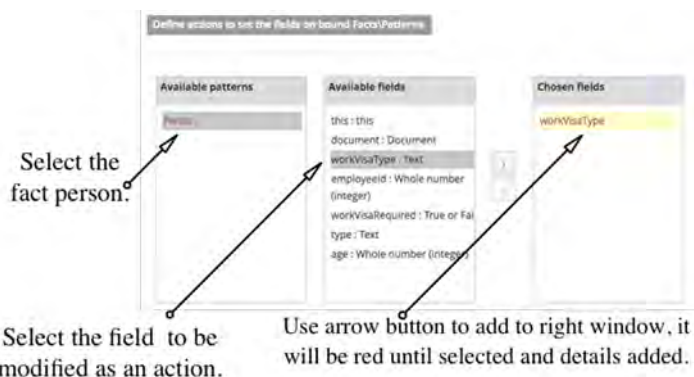 Define actions to set the fields on bound Facts\Patterns
Available patterns
Available fields
Chosen fields
this : this
document : Document
workVisaType : Text
employeeId : Whole number
(integer)
workVisaRequired : True or Fal
type : Text
age : Whole number (integer)
workVisaType
Select the
fact person.
Select the field to be
modified as an action.
Use arrow button to add to right window, it
will be red until selected and details added.